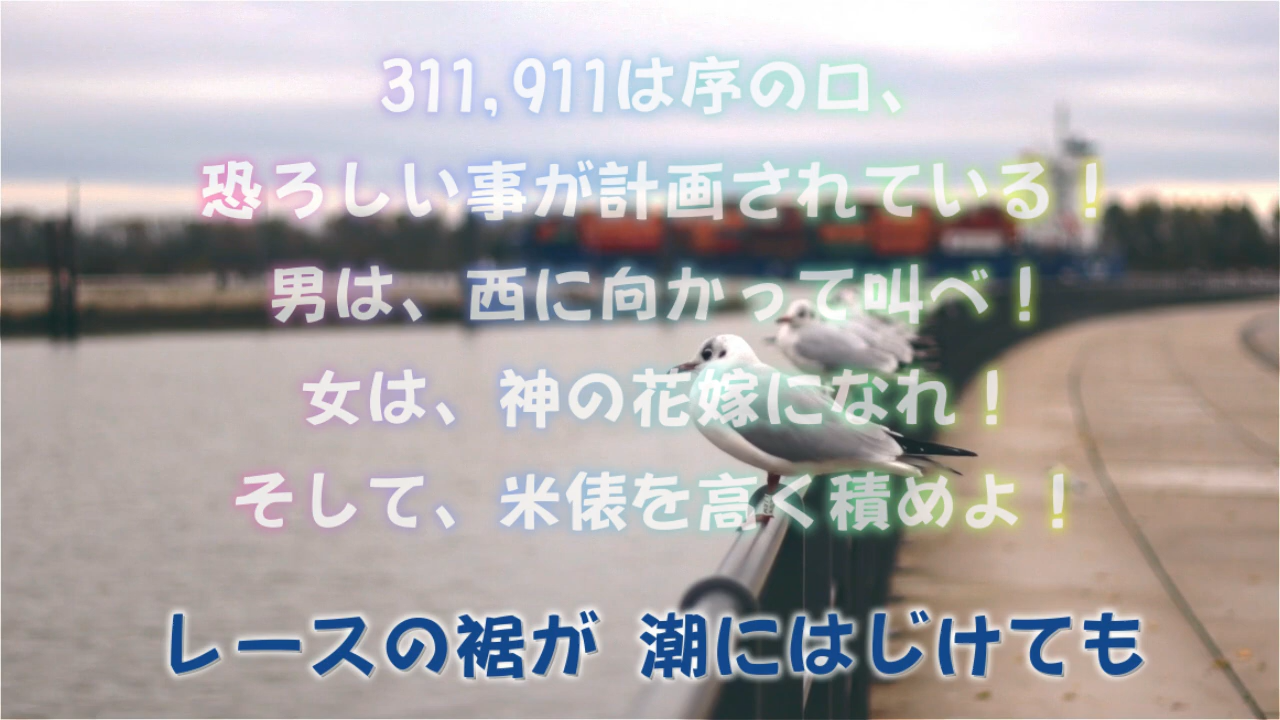 311,911は序の口、
恐ろしい事が計画されている！
男は、西に向かって叫べ！
女は、神の花嫁になれ！
そして、米俵を高く積めよ！
レースの裾が 潮にはじけても